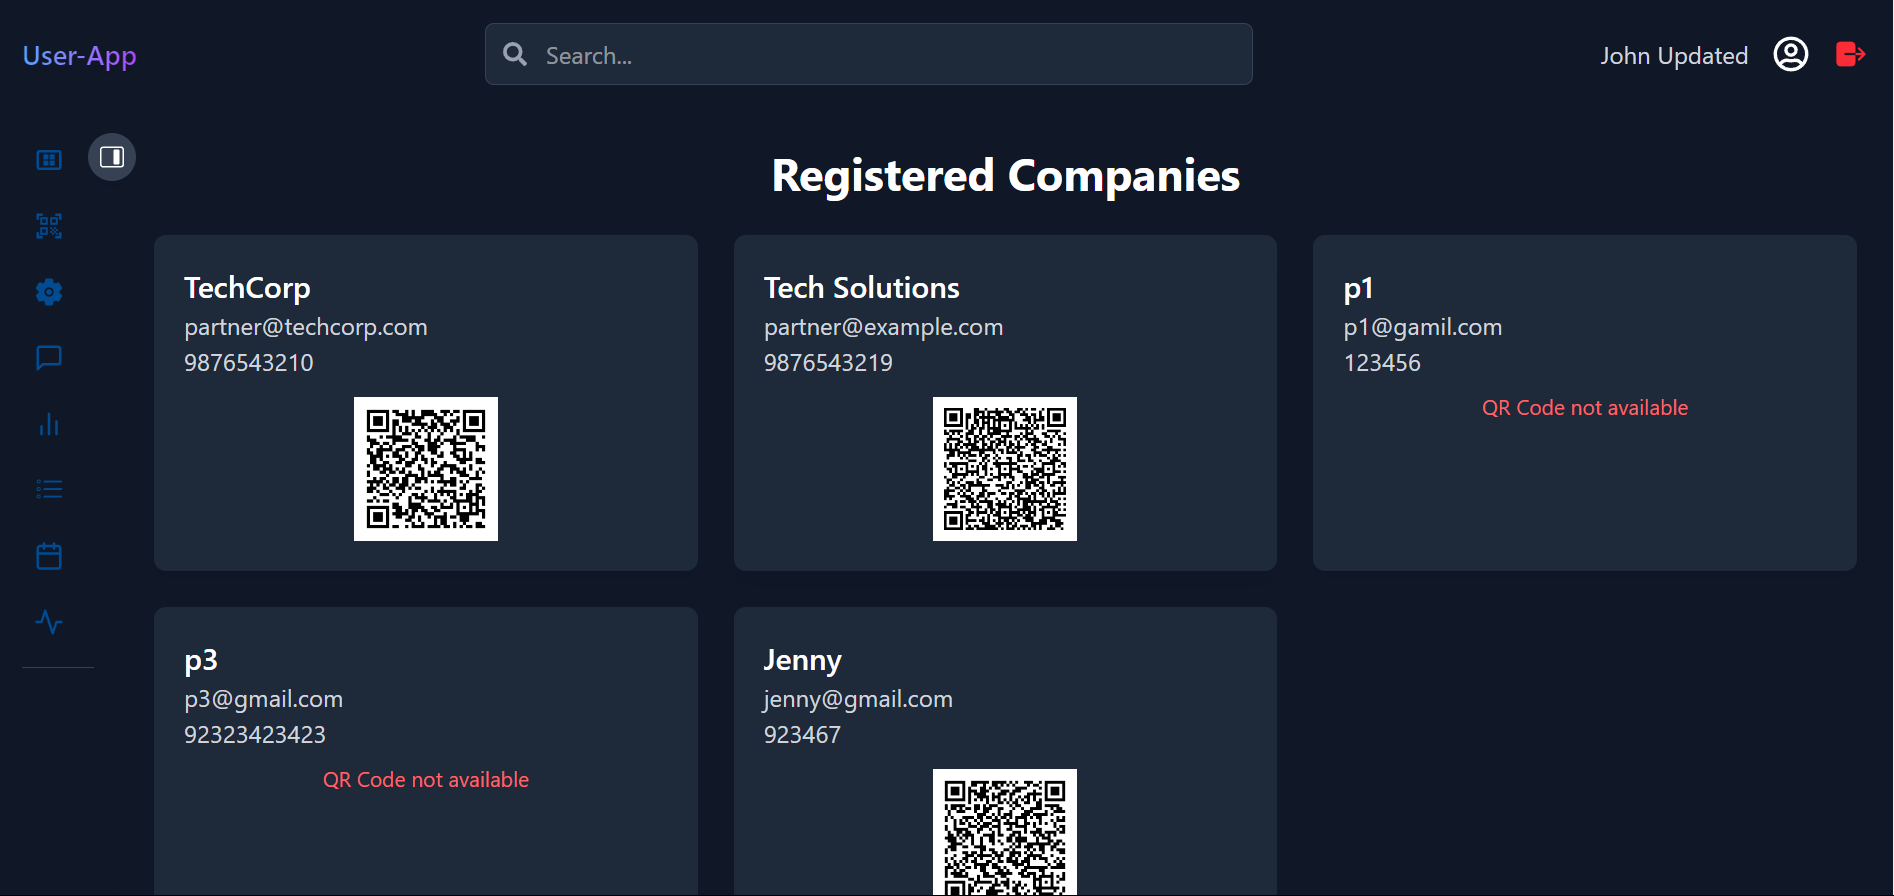 User-App
Search...
John Updated
Registered Companies
TechCorp
partner@techcorp.com
9876543210
Tech Solutions
partner@example.com
9876543219
p1
p1@gamil.com
123456
QR Code not available
p3
p3@gmail.com
92323423423
QR Code not available
Jenny
jenny@gmail.com
923467